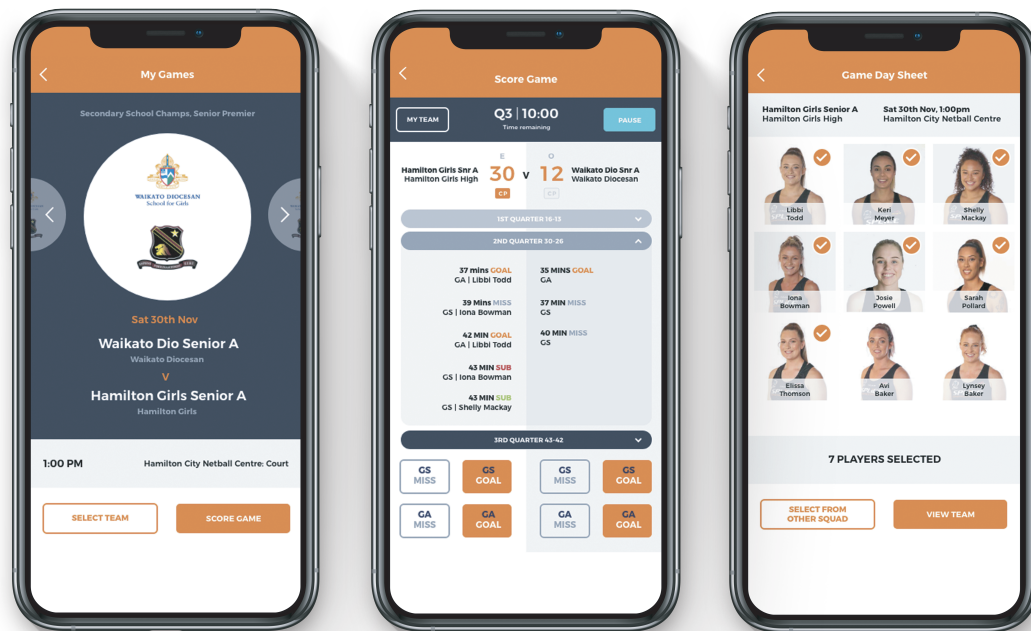 My Games
Secondary School Champs, Senior Premier
WAIKATO DIOCESAN
School for Girls
Sat 30th Nov
Waikato Dio Senior A
Waikato Diocesan
V
Hamilton Girls Senior A
Hamilton Girls
1:00 PM
Hamilton City Netball Centre: Court
SELECT TEAM
SCORE GAME
Score Game
MY TEAM
Q3 | 10:00
Time remaining
PAUSE
E
O
Hamilton Girls Snr A
Hamilton Girls High
30 V 12
Waikato Dio Snr A
Waikato Diocesan
CP
CP
1ST QUARTER 16-13
2ND QUARTER 30-26
37 mins GOAL
GA | Libbi Todd
39 Mins MISS
GS | Iona Bowman
42 MIN GOAL
GA | Libbi Todd
43 MIN SUB
GS | Iona Bowman
43 MIN SUB
GS | Shelly Mackay
35 MINS GOAL
GA
37 MIN MISS
GS
40 MIN MISS
GS
3RD QUARTER 43-42
GS
MISS
GS
GOAL
GS
MISS
GS
GOAL
GA
MISS
GA
GOAL
GA
MISS
GA
GOAL
Game Day Sheet
Hamilton Girls Senior A
Hamilton Girls High
Sat 30th Nov, 1:00pm
Hamilton City Netball Centre
Libbi
Todd
Keri
Meyer
Shelly
Mackay
Iona
Bowman
Josie
Powell
Sarah
Pollard
Elissa
Thomson
Avi
Baker
Lynsey
Baker
7 PLAYERS SELECTED
SELECT FROM
OTHER SQUAD
VIEW TEAM